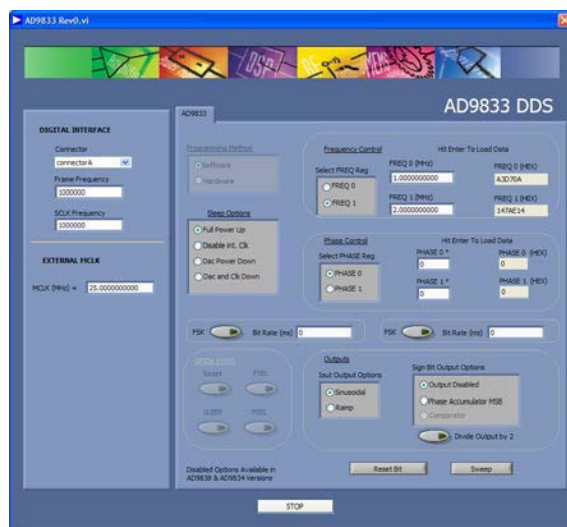 AD9833 Rev0.vi
DSP
RF
MEMS
AD9833 DDS
AD9833
DIGITAL INTERFACE
Connector
connector A
Frame Frequency
1000000
SCLK Frequency
1000000
EXTERNAL MCLK
MCLK (MHz) = 25.0000000000
Programming Method
Software
Hardware
Sleep Options
Full Power Up
Disable int. Clk
Dac Power Down
Dac and Clk Down
Frequency Control
Hit Enter To Load Data
Select FREQ Reg
FREQ 0
FREQ 1
FREQ 0 (MHz)
1.0000000000
FREQ 0 (HEX)
A3D70A
FREQ 1 (MHz)
2.0000000000
FREQ 1 (HEX)
147AE14
Phase Control
Hit Enter To Load Data
Select PHASE Reg
PHASE 0
PHASE 1
PHASE 0 °
0
PHASE 0 (HEX)
0
PHASE 1 °
0
PHASE 1 (HEX)
0
FSK
Bit Rate (ms) 0
PSK
Bit Rate (ms) 0
Reset
FSEL
SLEEP
PSEL
Outputs
Iout Output Options
Sinusoidal
Ramp
Sign Bit Output Options
Output Disabled
Phase Accumulator MSB
Comparator
Divide Output by 2
Disabled Options Available in
AD9838 & AD9834 Versions
Reset Bit
Sweep
STOP